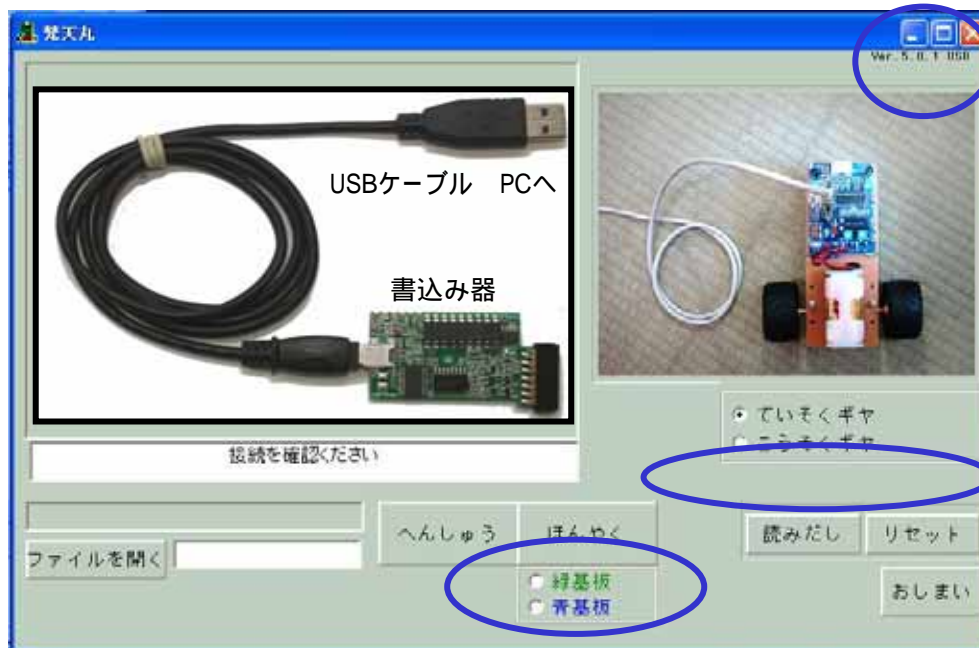 梵天丸
Ver.5.0.1 USB
USBケーブル　PCへ
書込み器
接続を確認ください
ていそくギヤ
こうそくギヤ
へんしゅう
ほんやく
読みだし
リセット
ファイルを開く
緑基板
青基板
おしまい